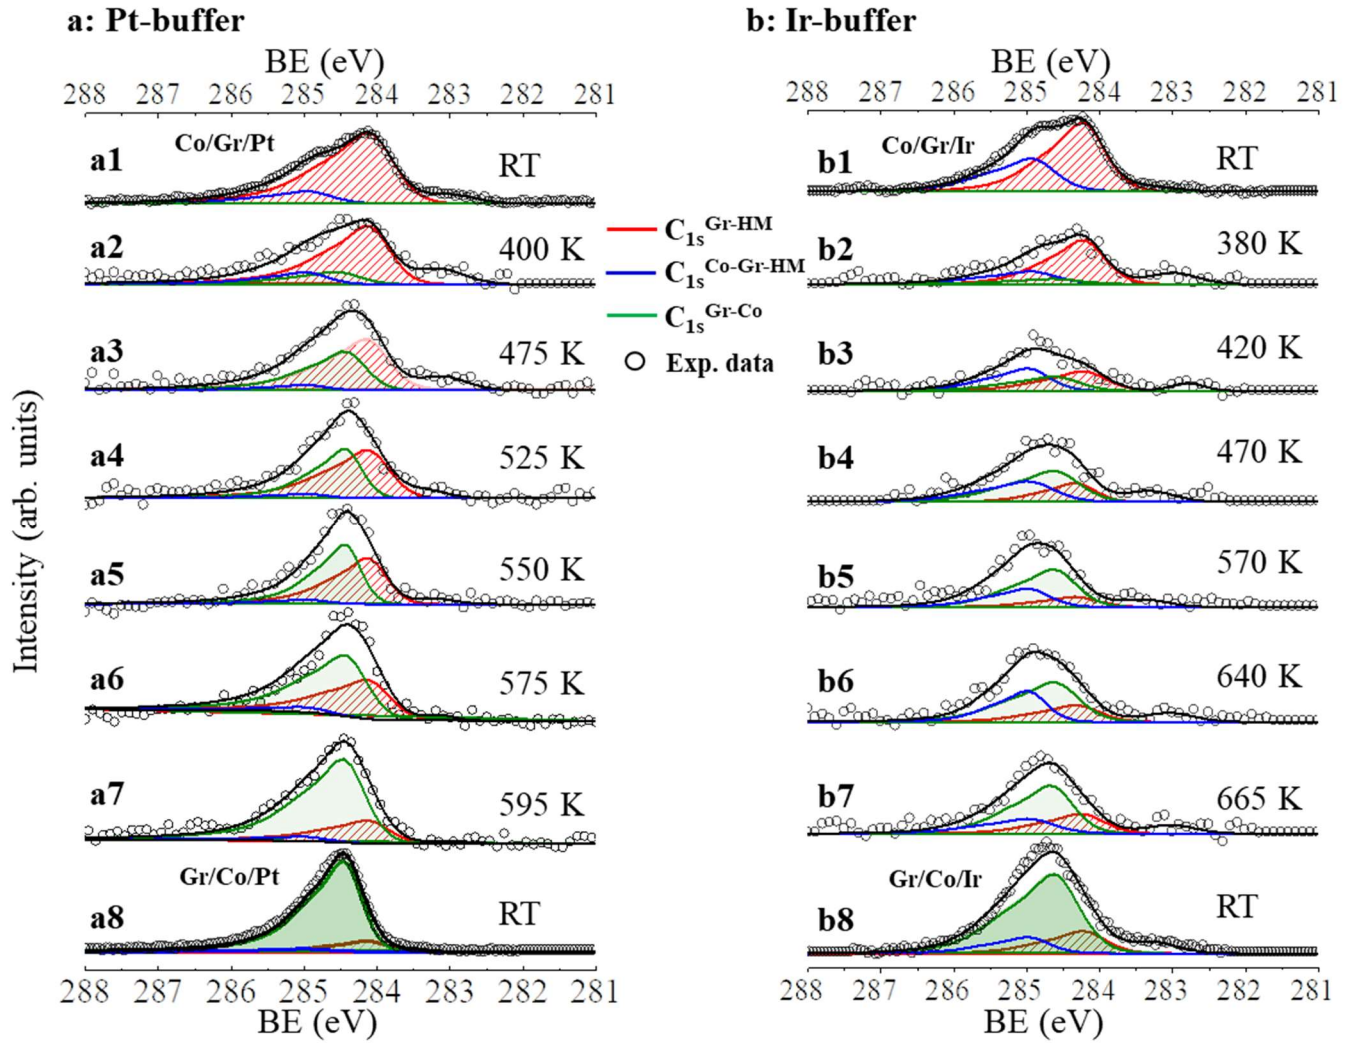 a: Pt-buffer
BE (eV)
288 287 286 285 284 283 282 281
a1 Co/Gr/Pt RT
a2 400 K
a3 475 K
a4 525 K
a5 550 K
a6 575 K
a7 595 K
a8 Gr/Co/Pt RT
288 287 286 285 284 283 282 281
BE (eV)
Intensity (arb. units)
C1s Gr-HM
C1s Co-Gr-HM
C1s Gr-Co
Exp. data
b: Ir-buffer
BE (eV)
288 287 286 285 284 283 282 281
b1 Co/Gr/Ir RT
b2 380 K
b3 420 K
b4 470 K
b5 570 K
b6 640 K
b7 665 K
b8 Gr/Co/Ir RT
288 287 286 285 284 283 282 281
BE (eV)